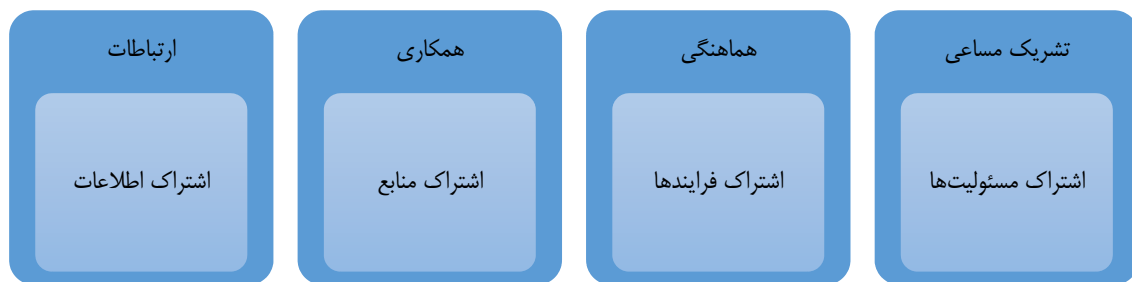 تشریک مساعی
اشتراک مسئولیت‌ها
هماهنگی
اشتراک فرایندها
همکاری
اشتراک منابع
ارتباطات
اشتراک اطلاعات